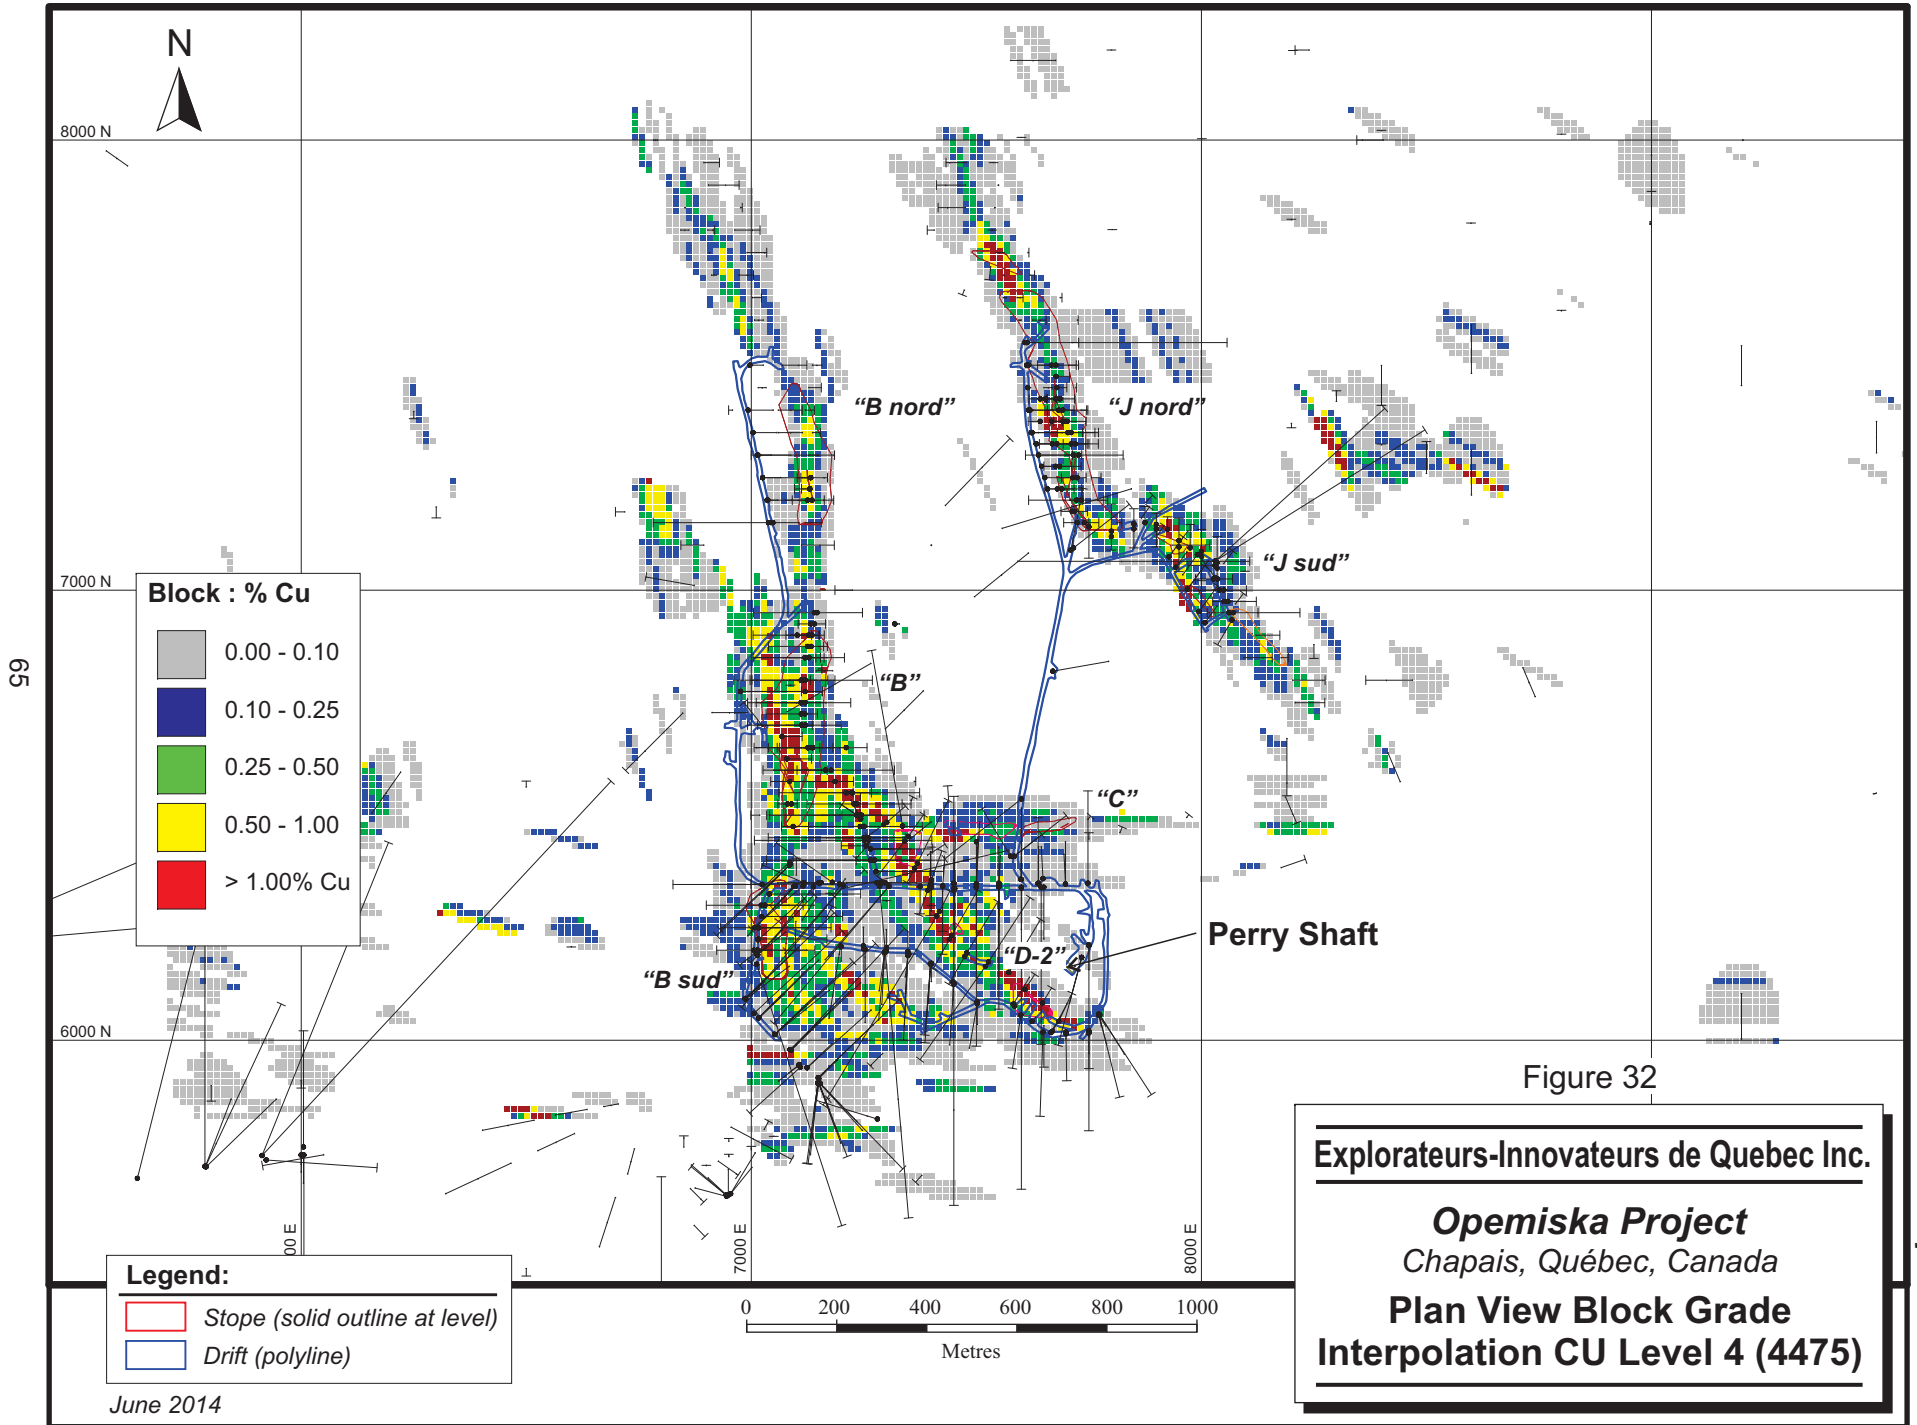 N
8000 N
"B nord"
"J nord"
"J sud"
7000 N
Block : % Cu
0.00 - 0.10
0.10 - 0.25
0.25 - 0.50
0.50 - 1.00
> 1.00% Cu
65
"B"
"C"
Perry Shaft
"D-2"
"B sud"
6000 N
00 E
7000 E
8000 E
Figure 32
Explorateurs-Innovateurs de Quebec Inc.
Opemiska Project
Chapais, Québec, Canada
Plan View Block Grade
Interpolation CU Level 4 (4475)
Legend:
Stope (solid outline at level)
Drift (polyline)
0 200 400 600 800 1000
Metres
June 2014